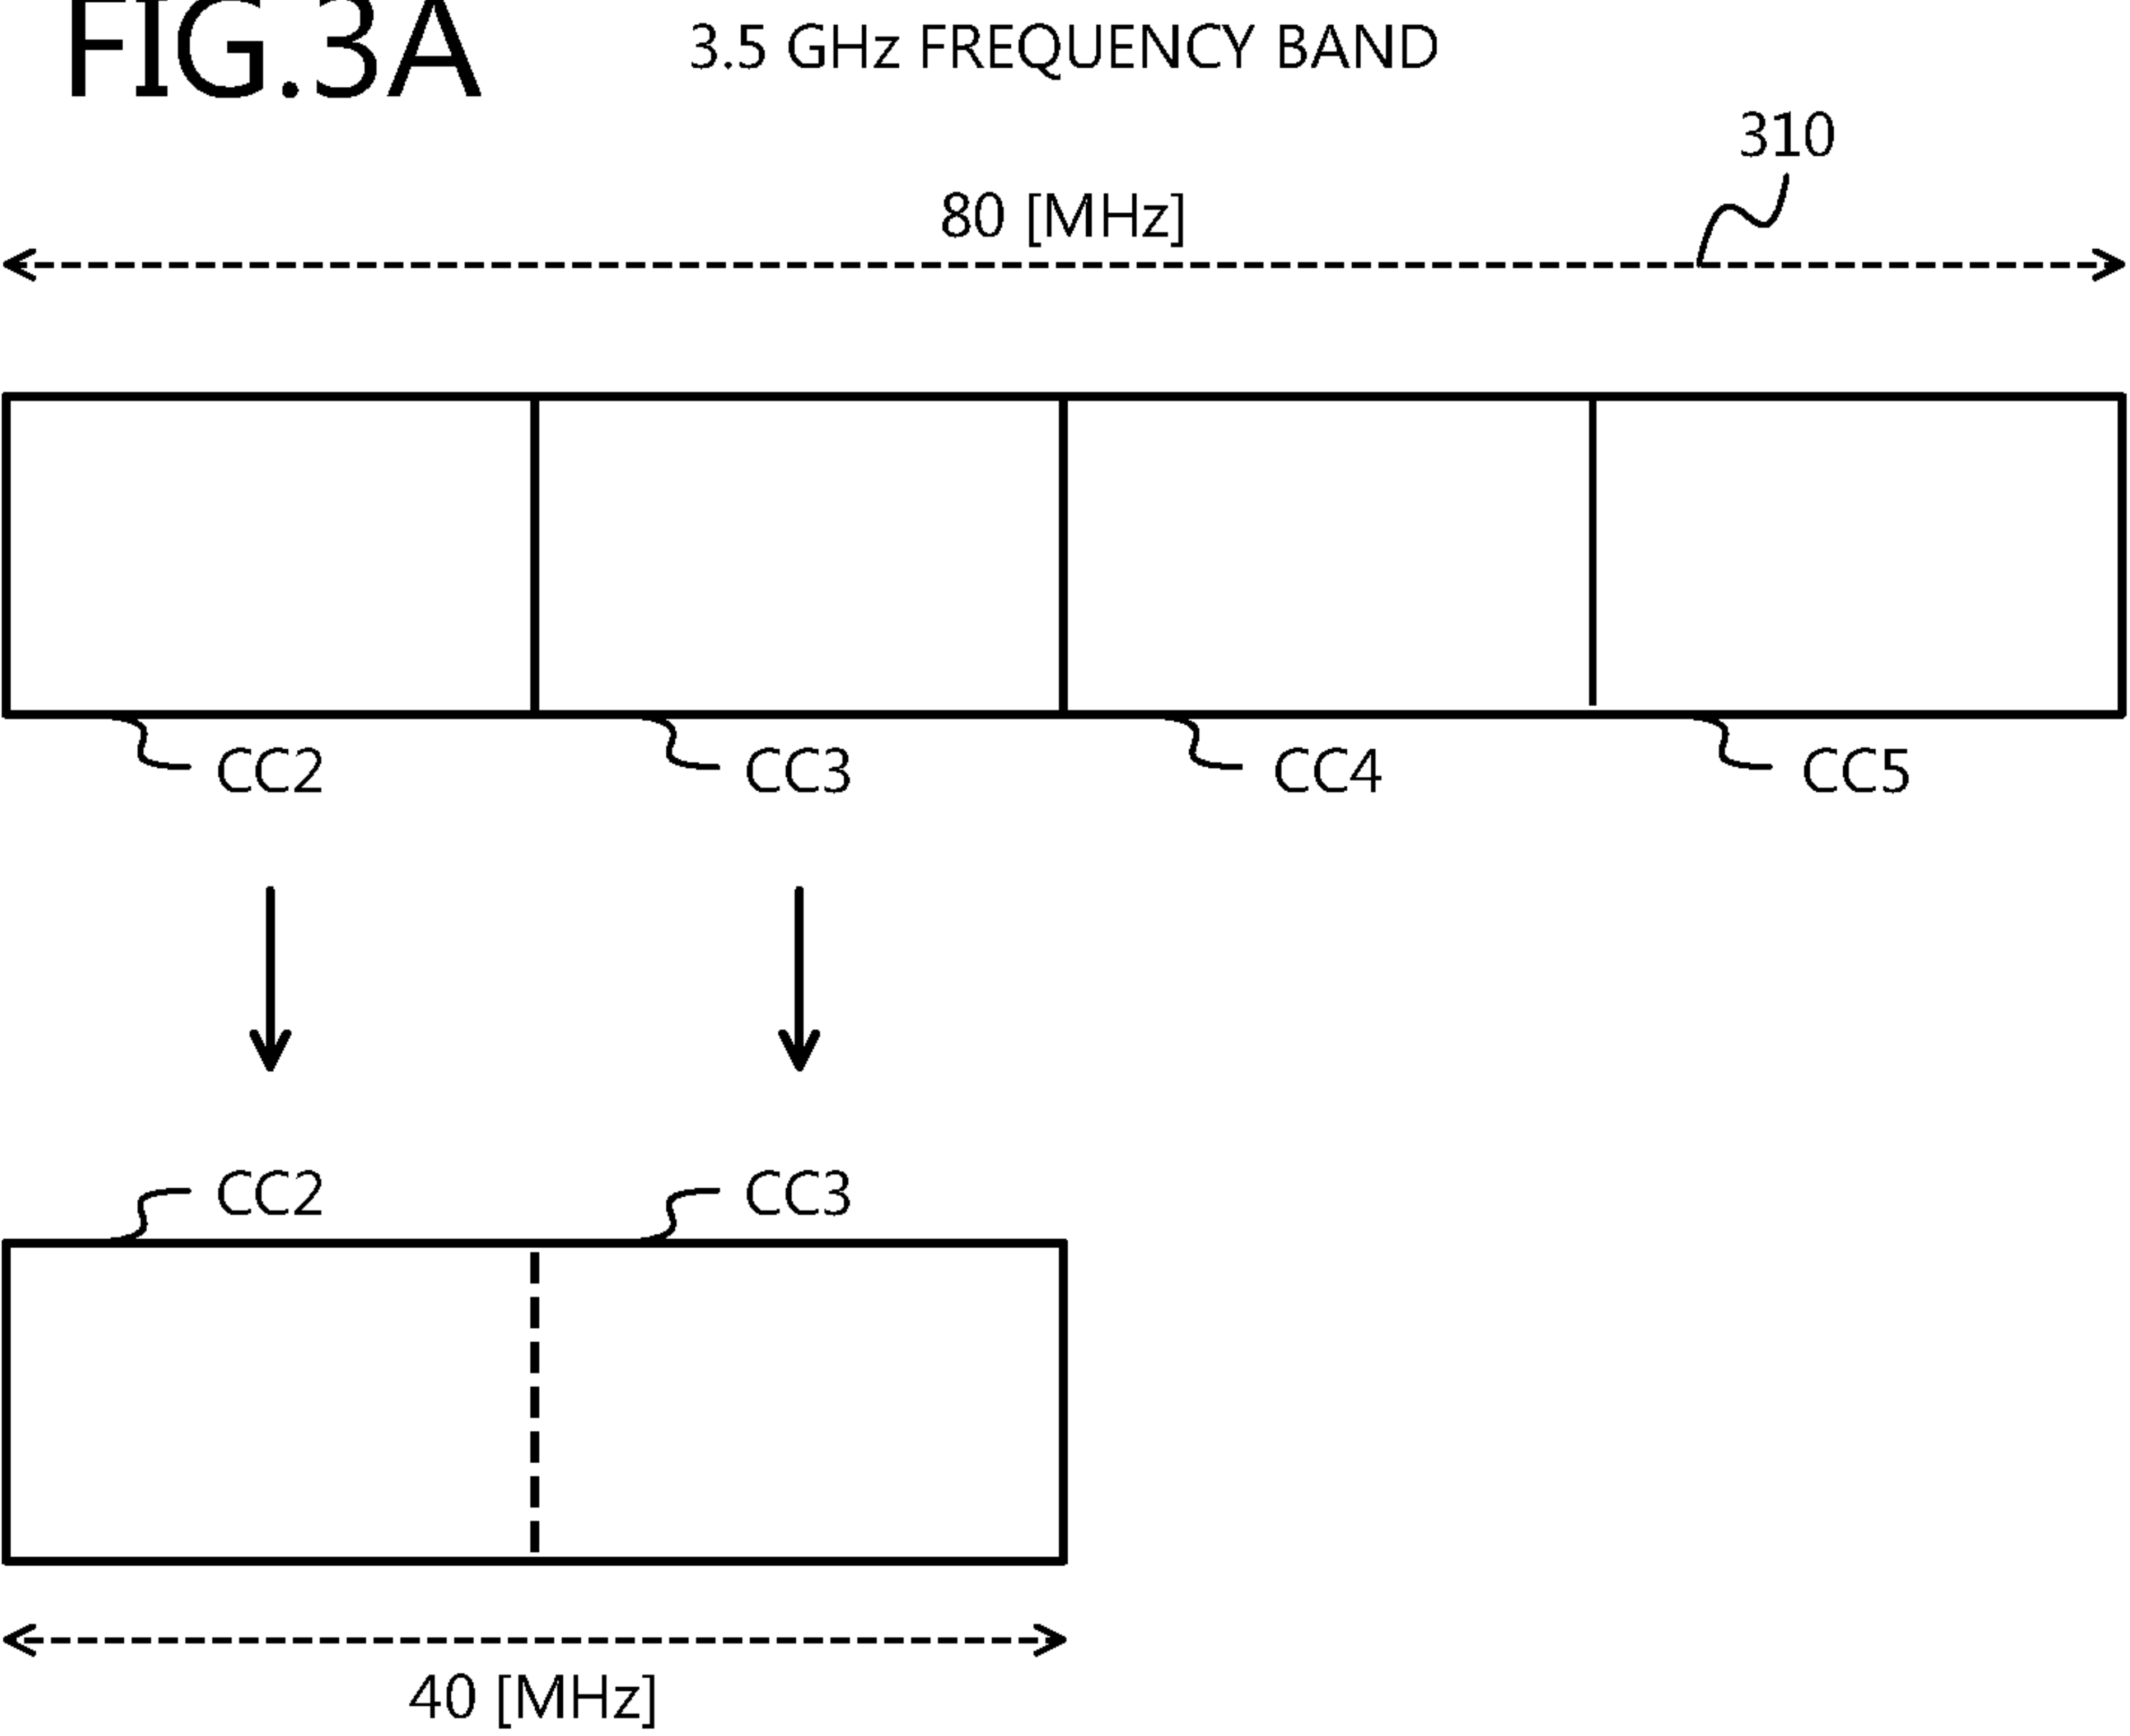 FIG.3A
3.5 GHz FREQUENCY BAND
310
80 [MHz]
CC2 CC3 CC4 CC5
CC2 CC3
40 [MHz]